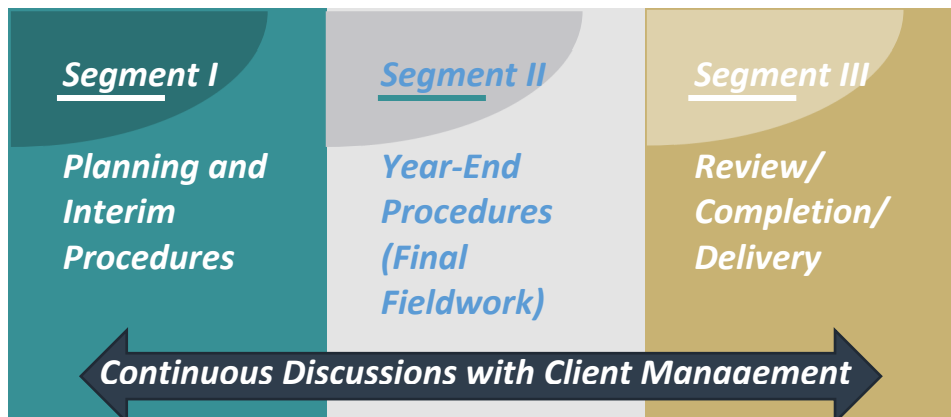 Segment I
Planning and
Interim
Procedures
Segment II
Year-End
Procedures
(Final
Fieldwork)
Segment III
Review/
Completion/
Delivery
Continuous Discussions with Client Management